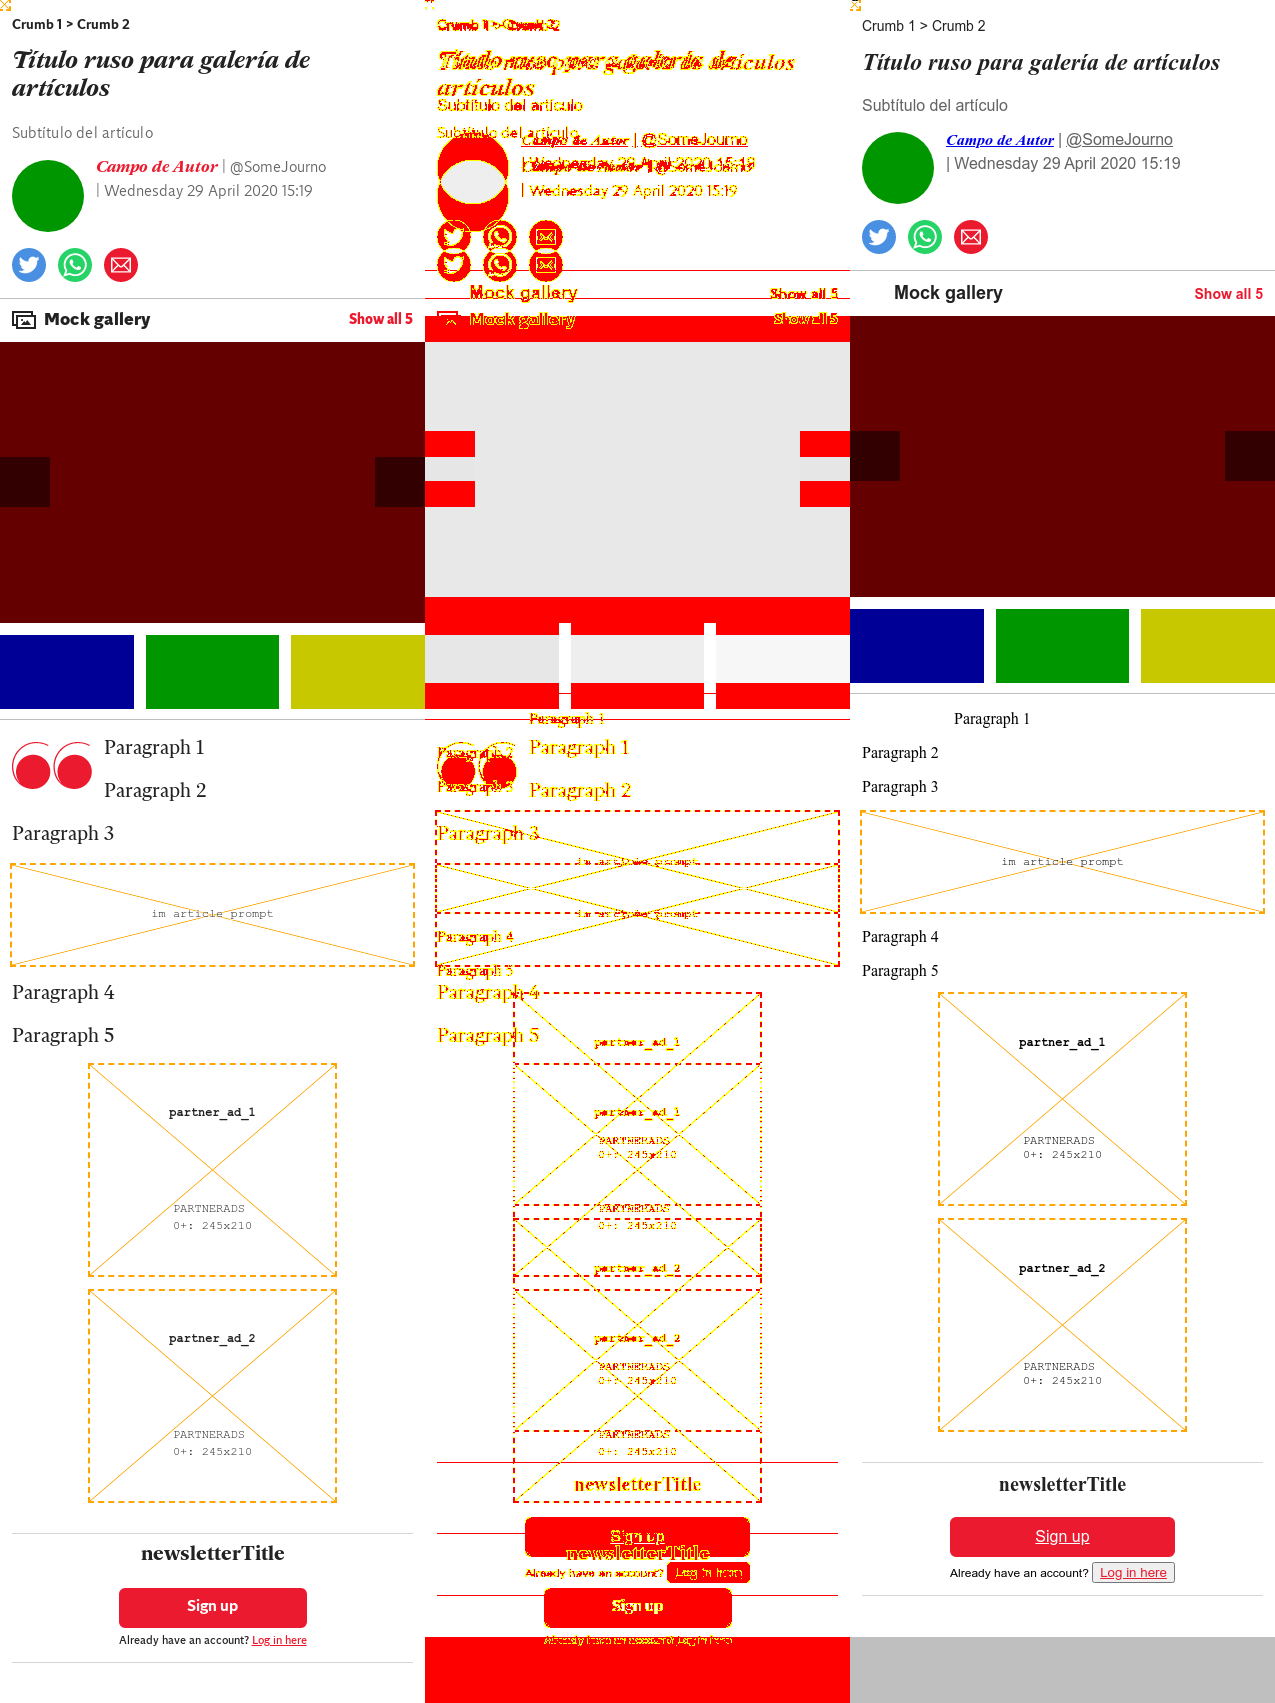 Crumb 1 > Crumb 2
Título ruso para galería de
artículos
Subtítulo del artículo
Campo de Autor | @SomeJourno
| Wednesday 29 April 2020 15:19
Mock gallery
Show all 5
Paragraph 1
Paragraph 2
Paragraph 3
im article prompt
Paragraph 4
Paragraph 5
partner_ad_1
PARTNERADS
0+: 245x210
partner_ad_2
PARTNERADS
0+: 245x210
newsletterTitle
Sign up
Already have an account? Log in here
Crumb 1 > Crumb 2
Título ruso para galería de artículos
artículos
Subtítulo del artículo
Subtítulo del artículo
Campo de Autor | @SomeJourno
| Wednesday 29 April 2020 15:19
Campo de Autor | @SomeJourno
| Wednesday 29 April 2020 15:19
Mock gallery
Show all 5
Mock gallery
Show all 5
Paragraph 1
Paragraph 1
Paragraph 2
Paragraph 2
Paragraph 3
Paragraph 3
im article prompt
im article prompt
Paragraph 4
Paragraph 5
Paragraph 4
Paragraph 5
partner_ad_1
partner_ad_1
PARTNERADS
0+: 245x210
PARTNERADS
0+: 245x210
partner_ad_2
partner_ad_2
PARTNERADS
0+: 245x210
PARTNERADS
0+: 245x210
newsletterTitle
Sign up
newsletterTitle
Already have an account? Log in here
Sign up
Already have an account? Log in here
Crumb 1 > Crumb 2
Título ruso para galería de artículos
Subtítulo del artículo
Campo de Autor | @SomeJourno
| Wednesday 29 April 2020 15:19
Mock gallery
Show all 5
Paragraph 1
Paragraph 2
Paragraph 3
im article prompt
Paragraph 4
Paragraph 5
partner_ad_1
PARTNERADS
0+: 245x210
partner_ad_2
PARTNERADS
0+: 245x210
newsletterTitle
Sign up
Already have an account? Log in here